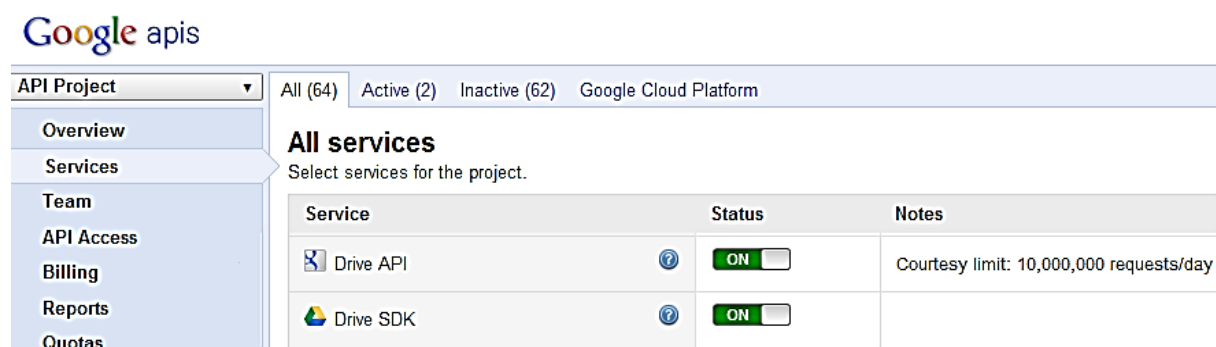 Google apis
API Project
All (64) Active (2) Inactive (62) Google Cloud Platform
Overview
Services
Team
API Access
Billing
Reports
Quotas
All services
Select services for the project.
Service Status Notes
Drive API ON Courtesy limit: 10,000,000 requests/day
Drive SDK ON